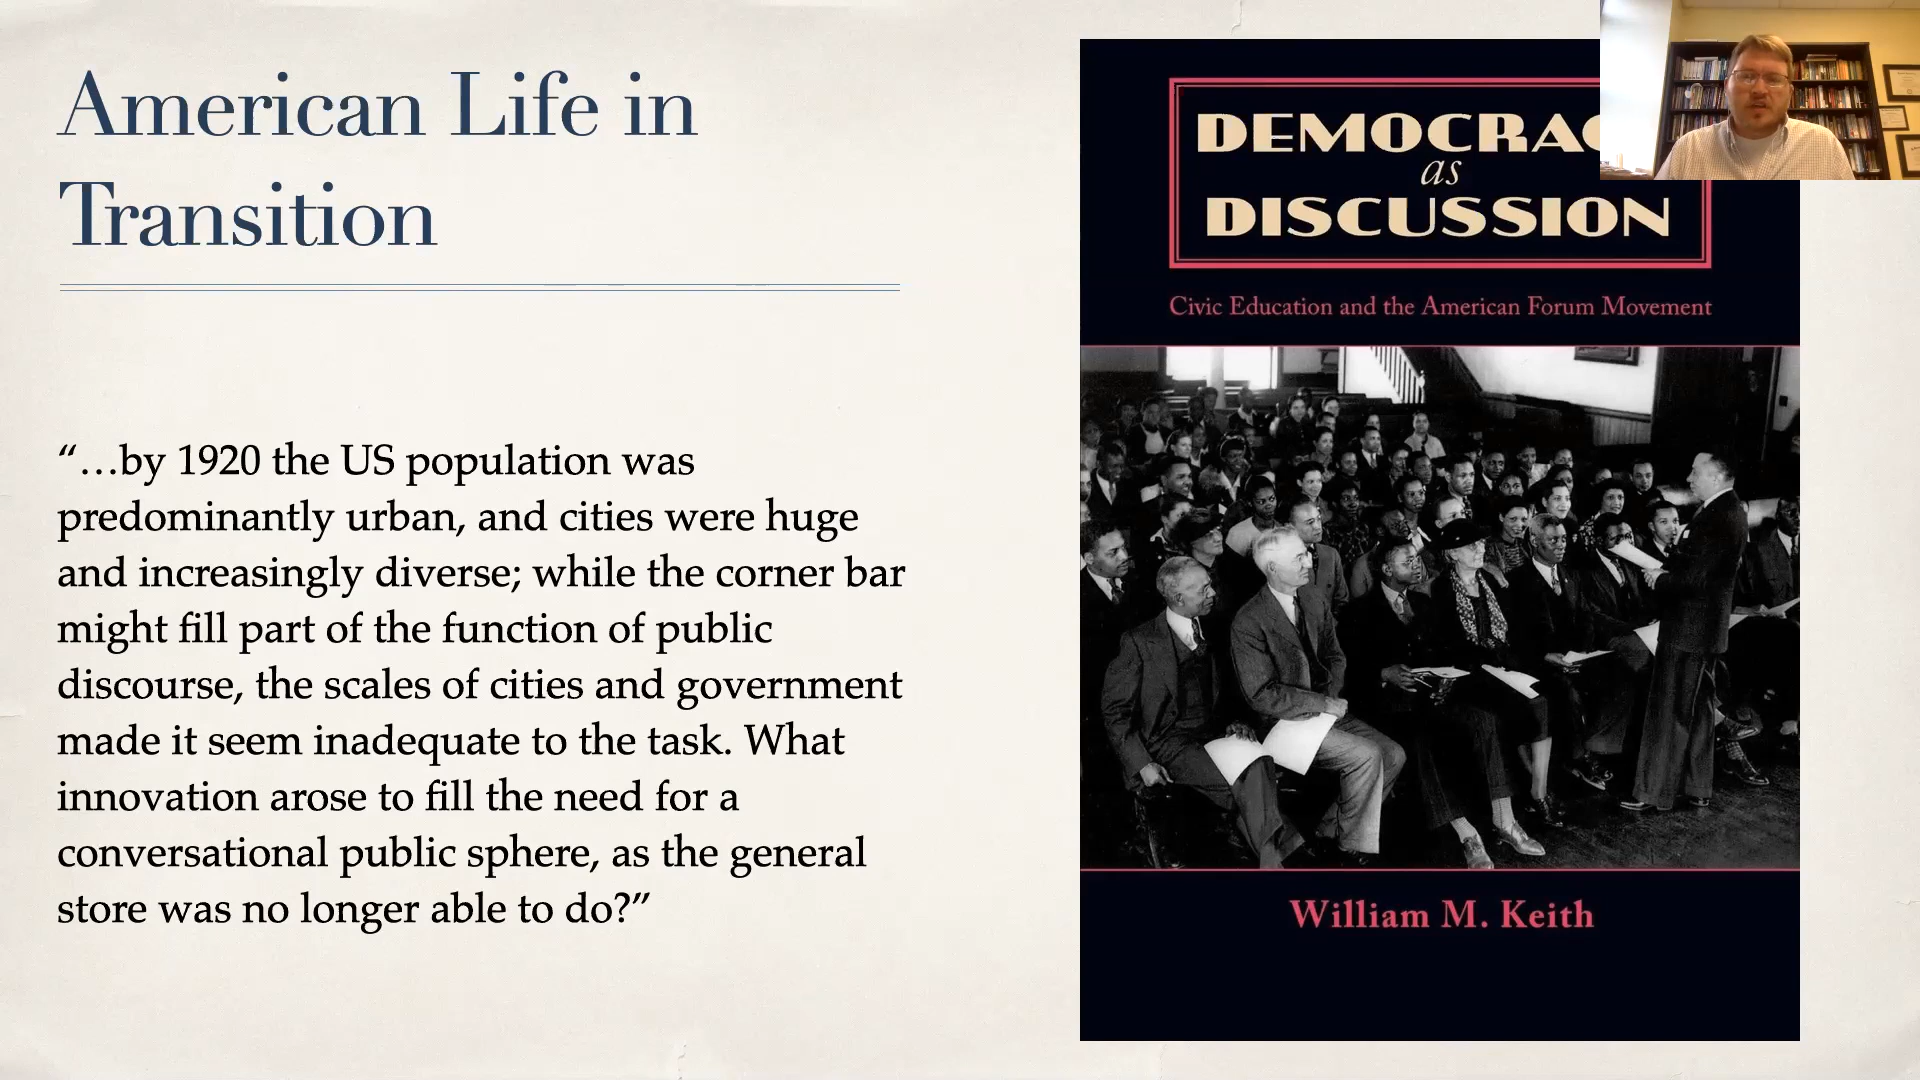 American Life in
Transition
“…by 1920 the US population was
predominantly urban, and cities were huge
and increasingly diverse; while the corner bar
might fill part of the function of public
discourse, the scales of cities and government
made it seem inadequate to the task. What
innovation arose to fill the need for a
conversational public sphere, as the general
store was no longer able to do?”
as
DISCUSSION
Civic Education and the American Forum Movement
William M. Keith